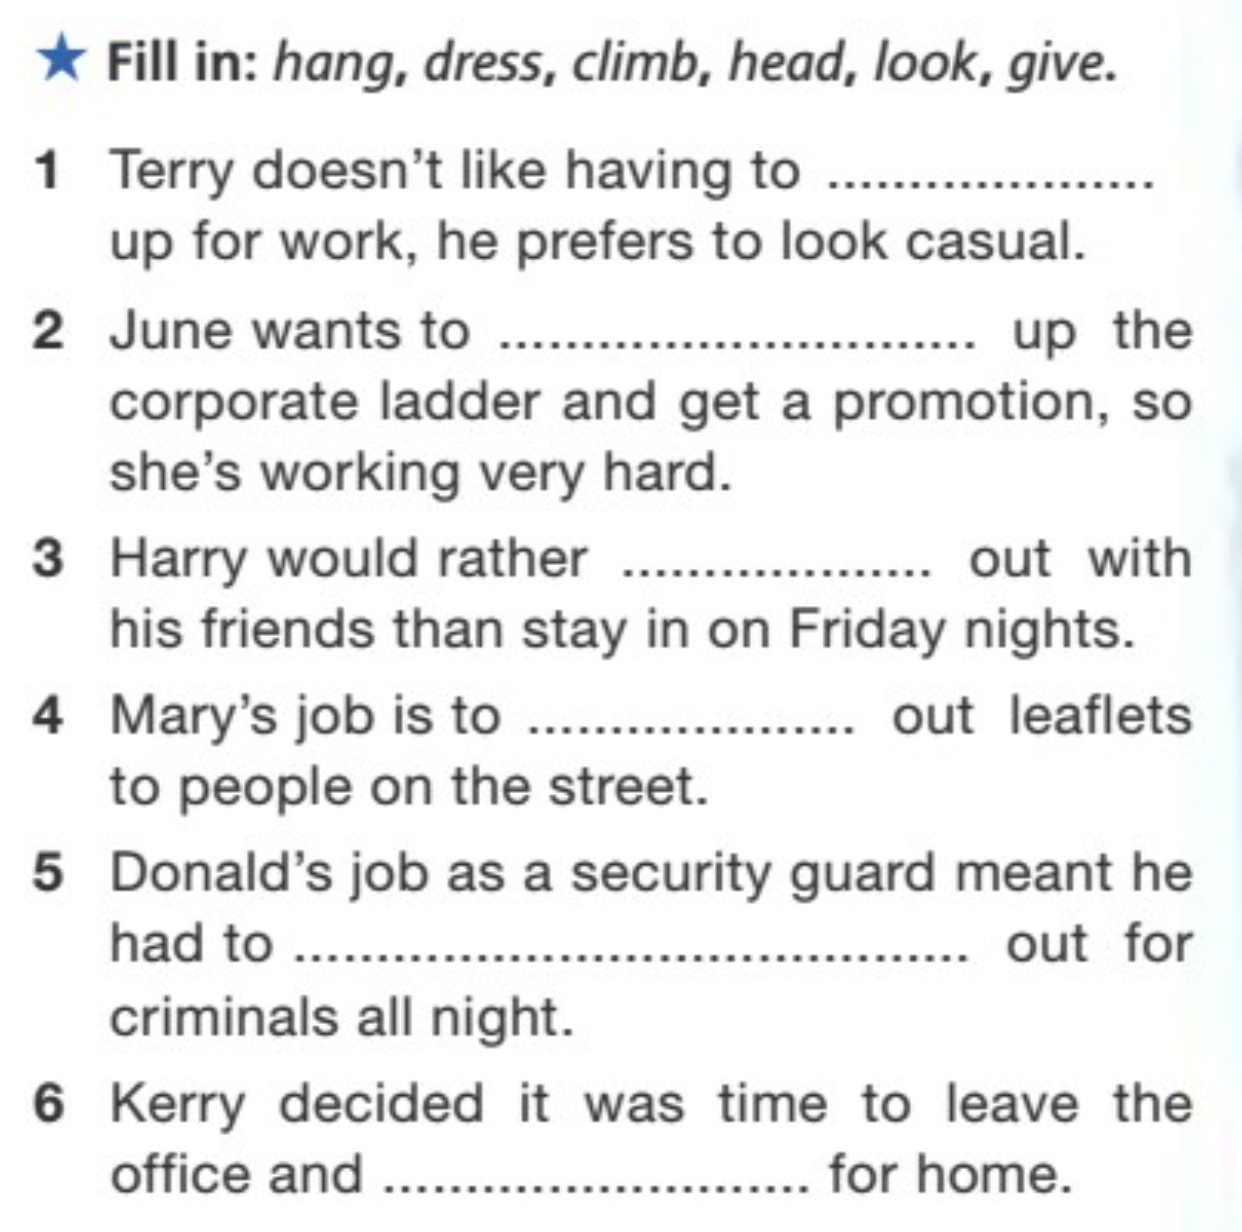 ★ Fill in: hang, dress, climb, head, look, give.
1 Terry doesn't like having to ....................
up for work, he prefers to look casual.
2 June wants to ............................. up the
corporate ladder and get a promotion, so
she's working very hard.
3 Harry would rather ................... out with
his friends than stay in on Friday nights.
4 Mary's job is to .................... out leaflets
to people on the street.
5 Donald's job as a security guard meant he
had to ......................................... out for
criminals all night.
6 Kerry decided it was time to leave the
office and .......................... for home.